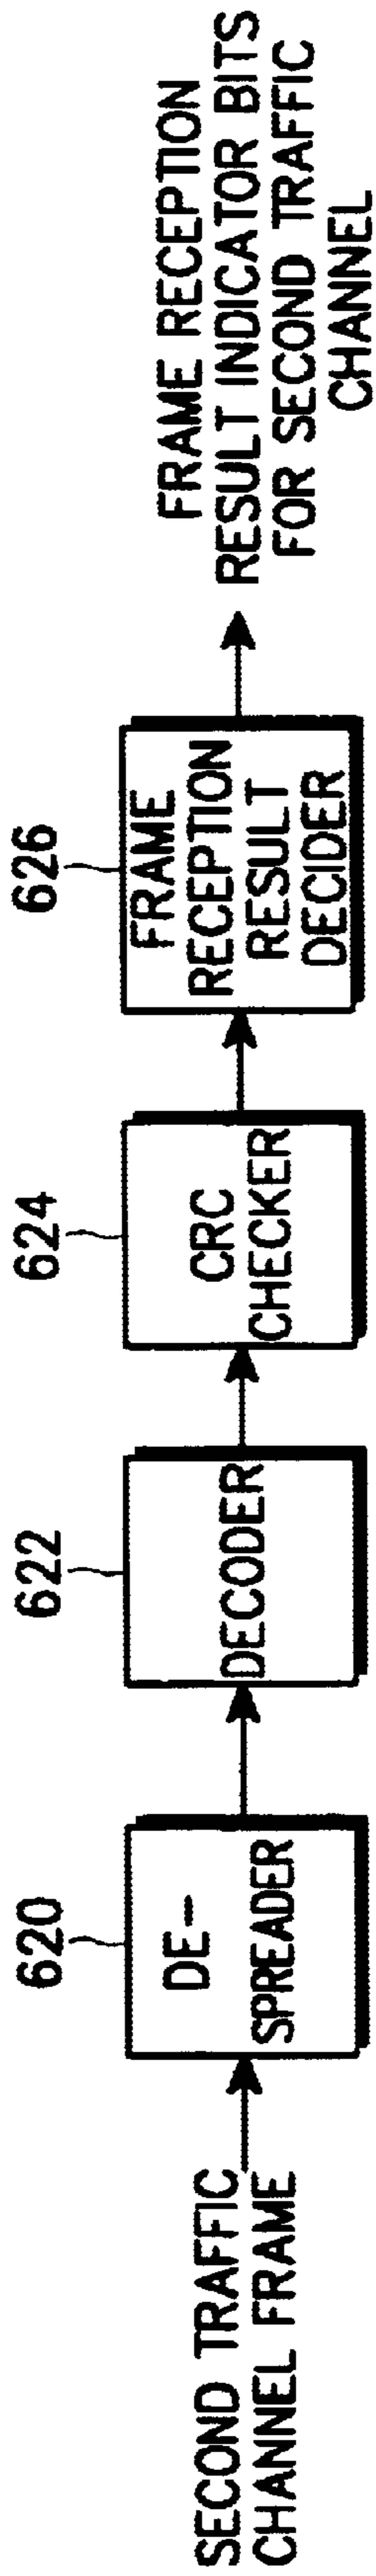 SECOND TRAFFIC
CHANNEL FRAME
620
DE-
SPREADER
622
DECODER
624
CRC
CHECKER
626
FRAME
RECEPTION
RESULT
DECIDER
FRAME RECEPTION
RESULT INDICATOR BITS
FOR SECOND TRAFFIC
CHANNEL